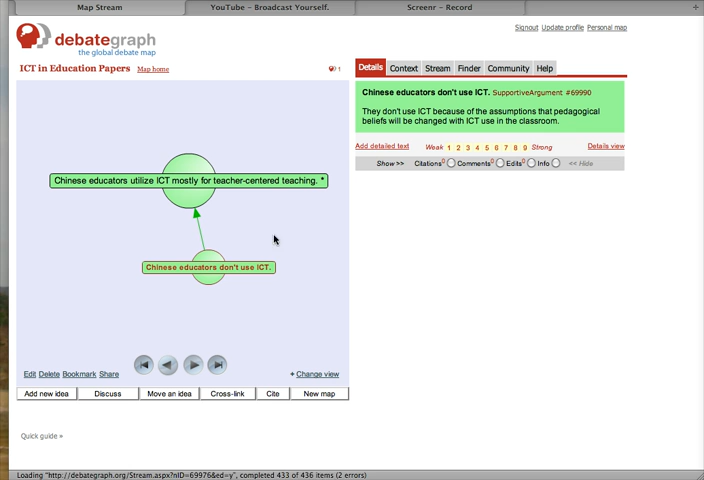 Map Stream
YouTube - Broadcast Yourself.
Screenr - Record
+
debategraph
the global debate map
Signout Update profile Personal map
ICT in Education Papers Map home
1
Details Context Stream Finder Community Help
Chinese educators don't use ICT. SupportiveArgument #69990
They don't use ICT because of the assumptions that pedagogical
beliefs will be changed with ICT use in the classroom.
Add detailed text Weak 1 2 3 4 5 6 7 8 9 Strong Details view
Show >> Citations0 Comments0 Edits0 Info << Hide
Chinese educators utilize ICT mostly for teacher-centered teaching. *
Chinese educators don't use ICT.
Edit Delete Bookmark Share
+ Change view
Add new idea Discuss Move an idea Cross-link Cite New map
Quick guide »
Loading "http://debategraph.org/Stream.aspx?nID=69976&ed=y", completed 433 of 436 items (2 errors)